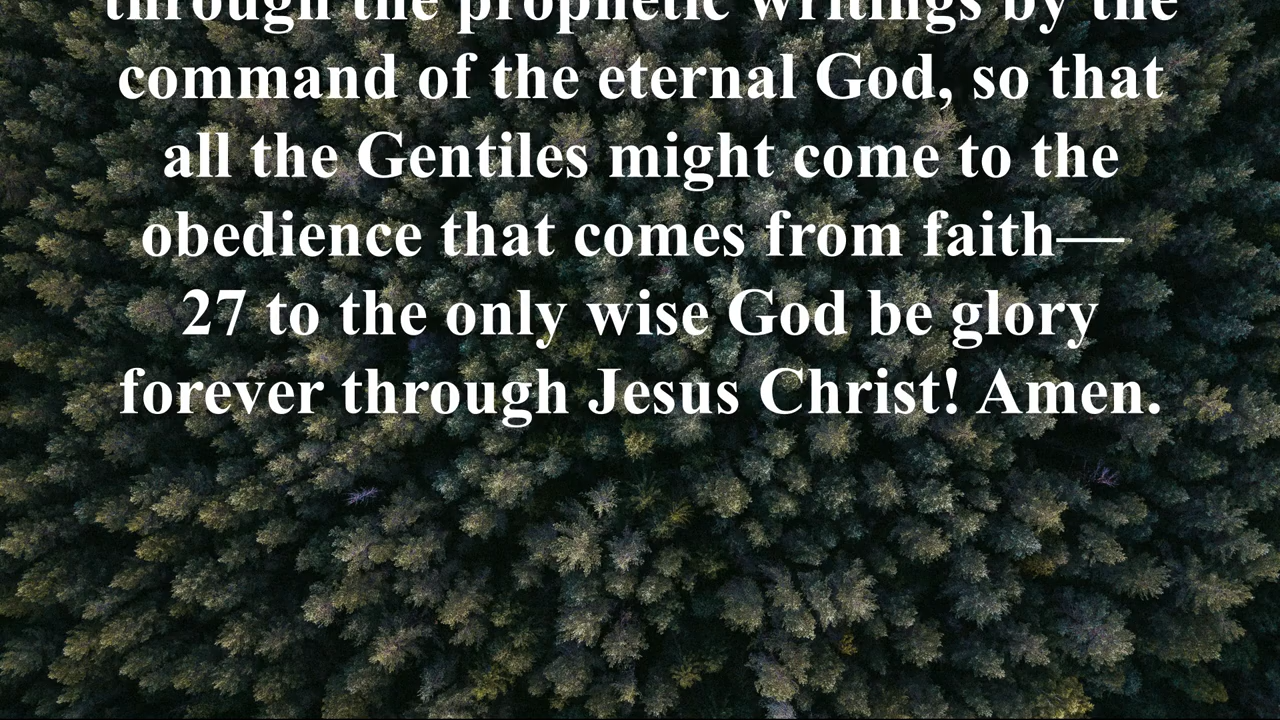 through the prophetic writings by the
command of the eternal God, so that
all the Gentiles might come to the
obedience that comes from faith—
27 to the only wise God be glory
forever through Jesus Christ! Amen.